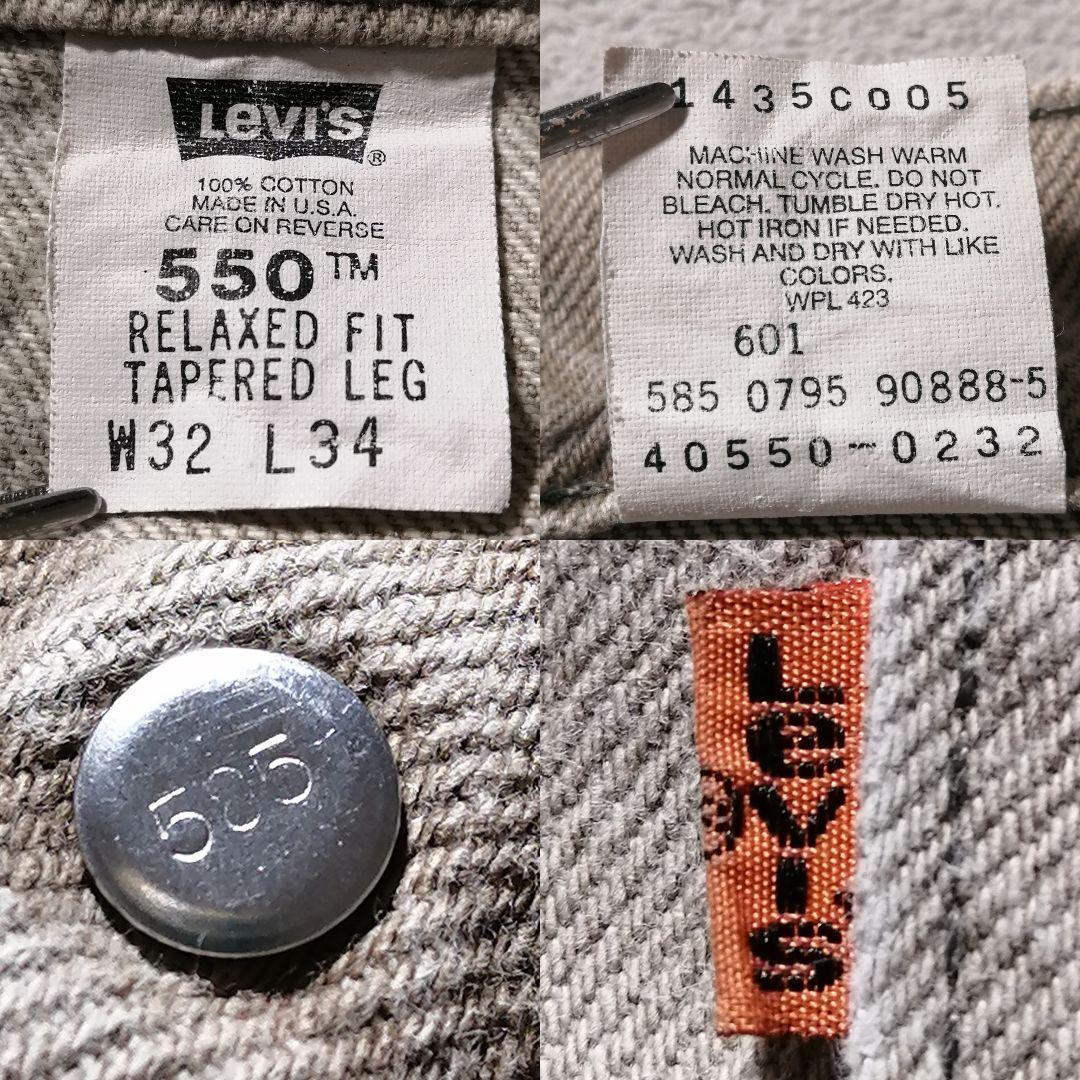 LEVI'S®
100% COTTON
MADE IN U.S.A.
CARE ON REVERSE
550™
RELAXED FIT
TAPERED LEG
W32 L34
1435C005
MACHINE WASH WARM
NORMAL CYCLE. DO NOT
BLEACH. TUMBLE DRY HOT.
HOT IRON IF NEEDED.
WASH AND DRY WITH LIKE
COLORS.
WPL 423
601
585 0795 90888-5
40550-0232
585
LEVI'S